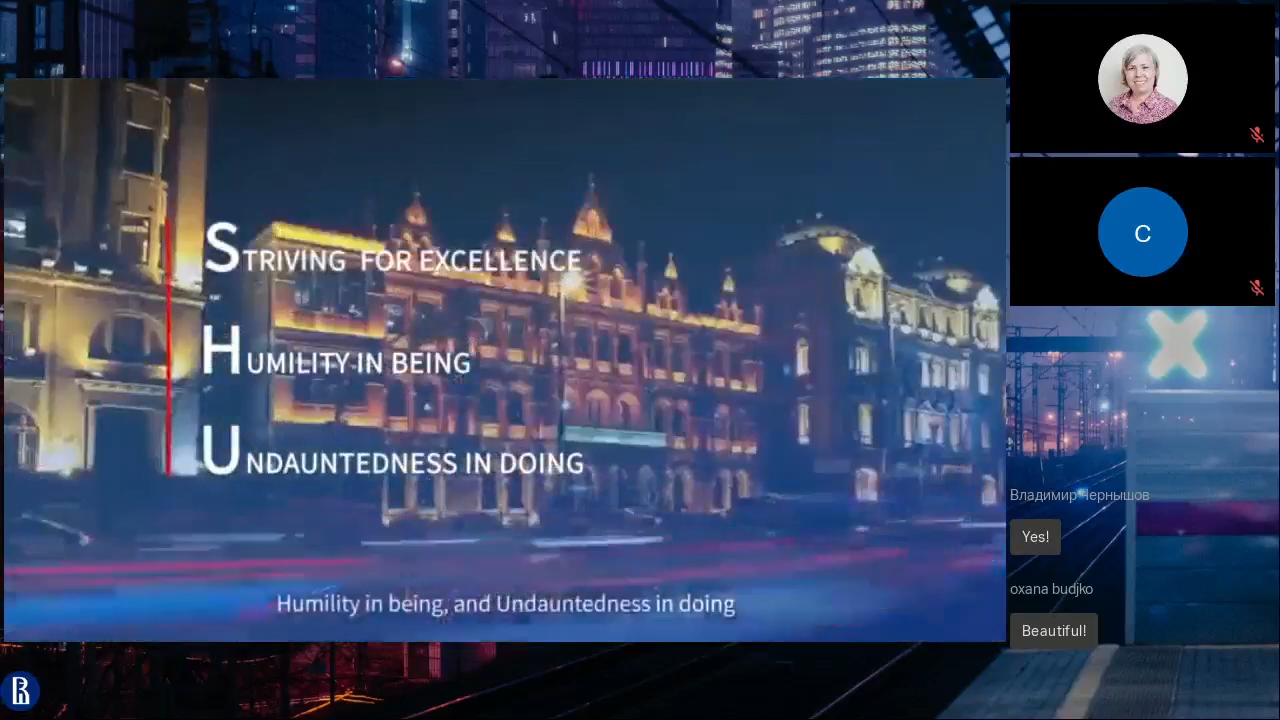 STRIVING FOR EXCELLENCE
HUMILITY IN BEING
UNDAUNTEDNESS IN DOING
Humility in being, and Undauntedness in doing
C
Владимир Чернышов
Yes!
oxana budjko
Beautiful!